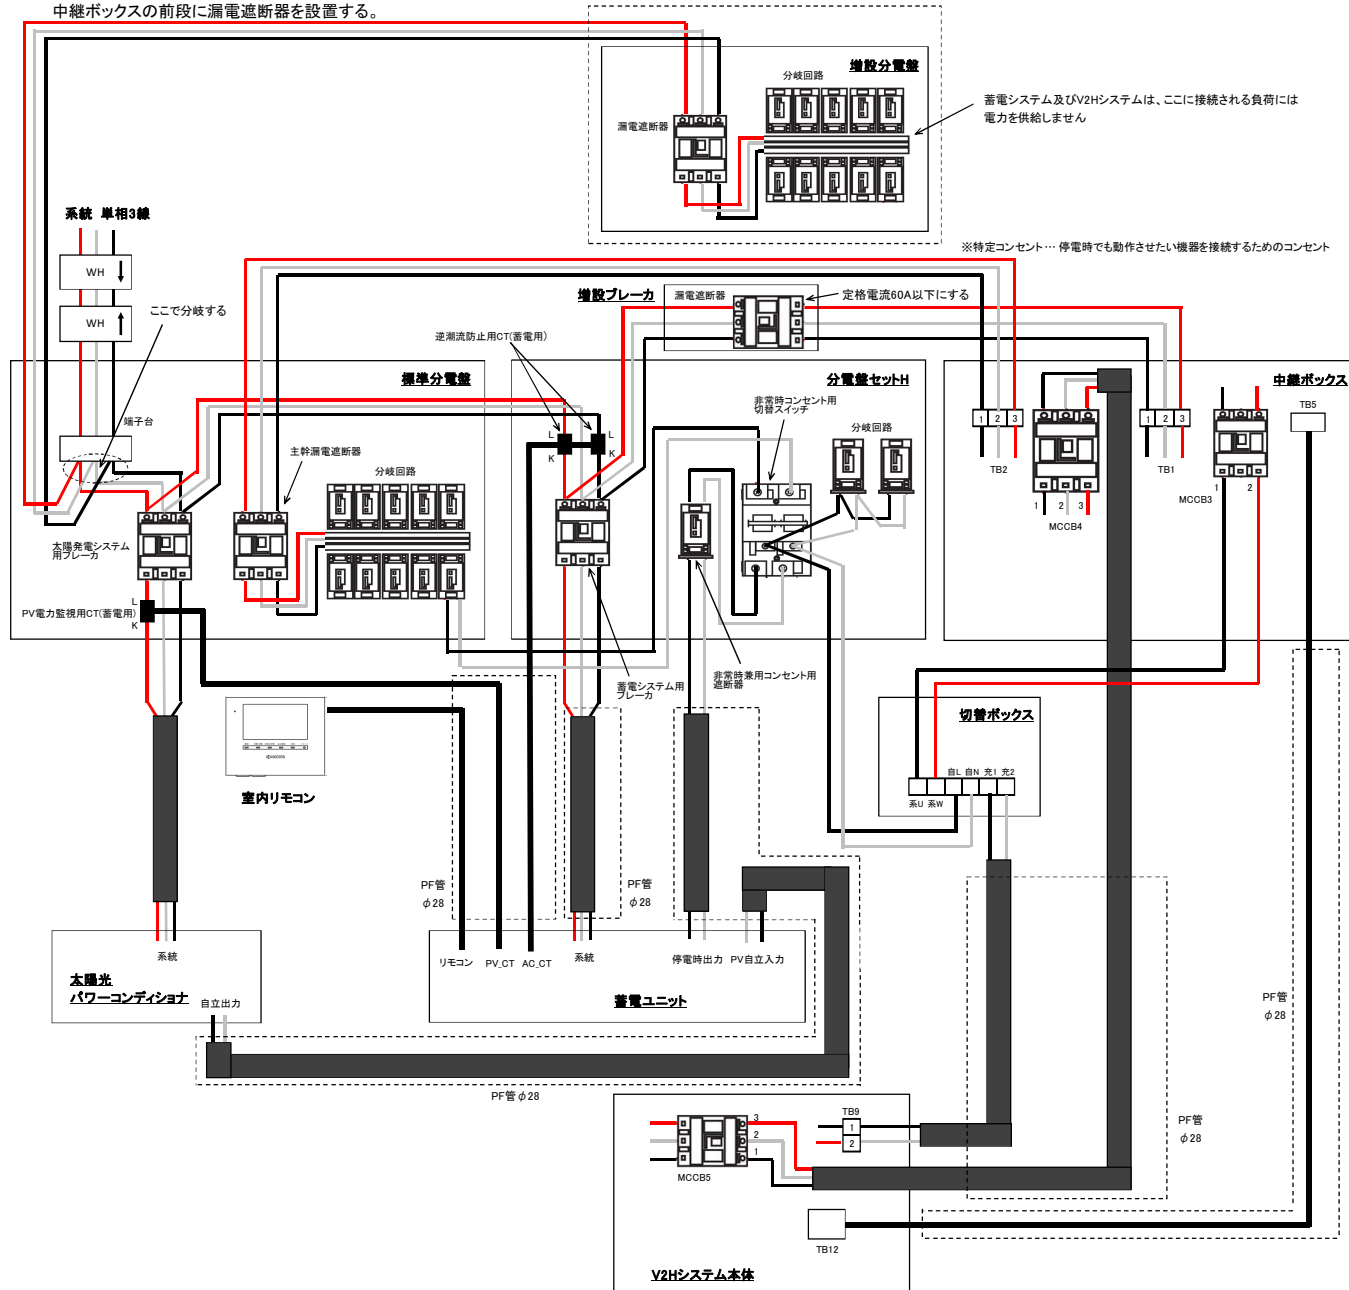 中継ボックスの前段に漏電遮断器を設置する。
増設分電盤
分岐回路
漏電遮断器
蓄電システム及びV2Hシステムは、ここに接続される負荷には
電力を供給しません
系統 単相3線
WH
WH
ここで分岐する
※特定コンセント… 停電時でも動作させたい機器を接続するためのコンセント
増設ブレーカ
漏電遮断器
定格電流60A以下にする
逆潮流防止用CT(蓄電用)
標準分電盤
端子台
主幹漏電遮断器
分岐回路
太陽発電システム
用ブレーカ
L
PV電力監視用CT(蓄電用)
K
分電盤セットH
非常時コンセント用
切替スイッチ
分岐回路
L
K
L
K
蓄電システム用
ブレーカ
非常時兼用コンセント用
遮断器
中継ボックス
TB5
1 2 3
TB2
1 2 3
MCCB4
1 2 3
TB1
MCCB3
1 2
切替ボックス
自L 自N 充1 充2
系U 系W
室内リモコン
PF管
φ28
PF管
φ28
太陽光
パワーコンディショナ
系統
自立出力
リモコン PV_CT AC_CT 系統 停電時出力 PV自立入力
蓄電ユニット
PF管
φ28
PF管φ28
PF管
φ28
TB9
1
2
3
2
1
MCCB5
TB12
V2Hシステム本体